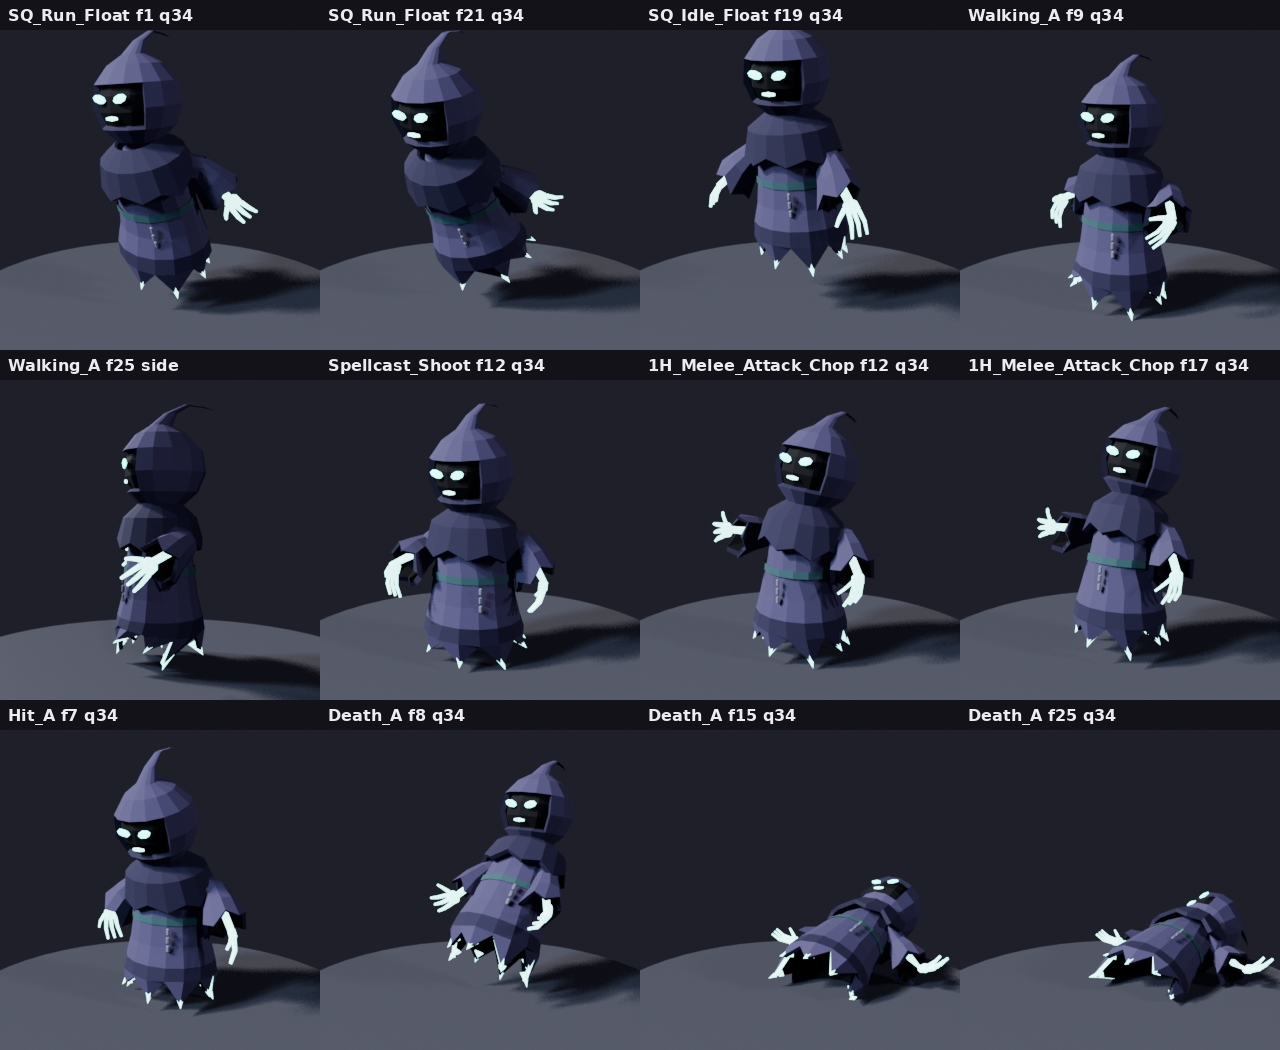 SQ_Run_Float f1 q34
SQ_Run_Float f21 q34
SQ_Idle_Float f19 q34
Walking_A f9 q34
Walking_A f25 side
Spellcast_Shoot f12 q34
1H_Melee_Attack_Chop f12 q34
1H_Melee_Attack_Chop f17 q34
Hit_A f7 q34
Death_A f8 q34
Death_A f15 q34
Death_A f25 q34